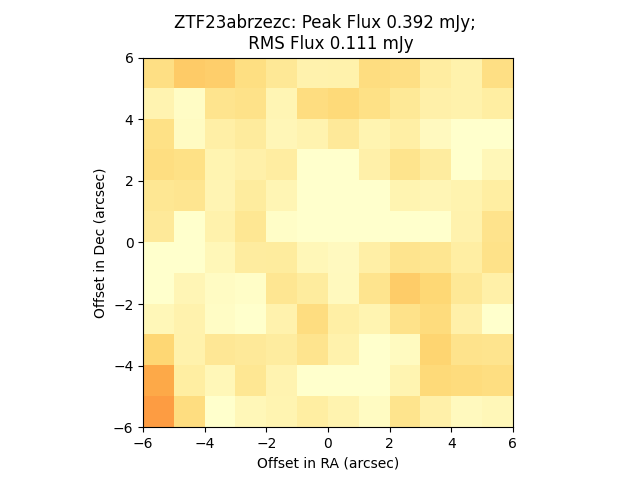 ZTF23abrzezc: Peak Flux 0.392 mJy;
RMS Flux 0.111 mJy
6
4
2
0
−2
−4
−6
Offset in Dec (arcsec)
−6 −4 −2 0 2 4 6
Offset in RA (arcsec)